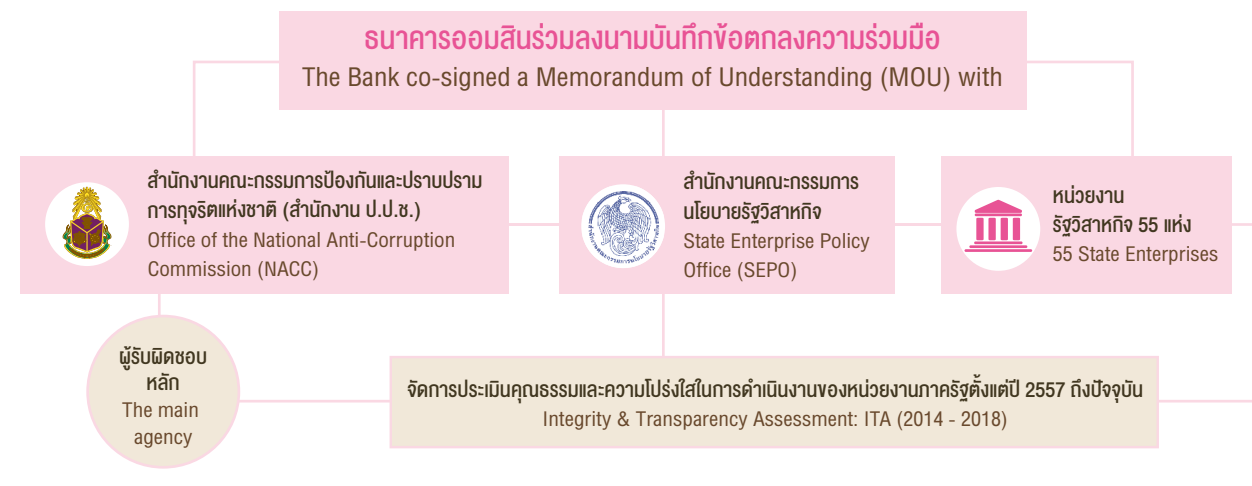 ธนาคารออมสินร่วมลงนามบันทึกข้อตกลงความร่วมมือ
The Bank co-signed a Memorandum of Understanding (MOU) with
สำนักงานคณะกรรมการป้องกันและปราบปราม
การทุจริตแห่งชาติ (สำนักงาน ป.ป.ช.)
Office of the National Anti-Corruption
Commission (NACC)
สำนักงานคณะกรรมการ
นโยบายรัฐวิสาหกิจ
State Enterprise Policy
Office (SEPO)
หน่วยงาน
รัฐวิสาหกิจ 55 แห่ง
55 State Enterprises
ผู้รับผิดชอบ
หลัก
The main
agency
จัดการประเมินคุณธรรมและความโปร่งใสในการดำเนินงานของหน่วยงานภาครัฐตั้งแต่ปี 2557 ถึงปัจจุบัน
Integrity & Transparency Assessment: ITA (2014 - 2018)